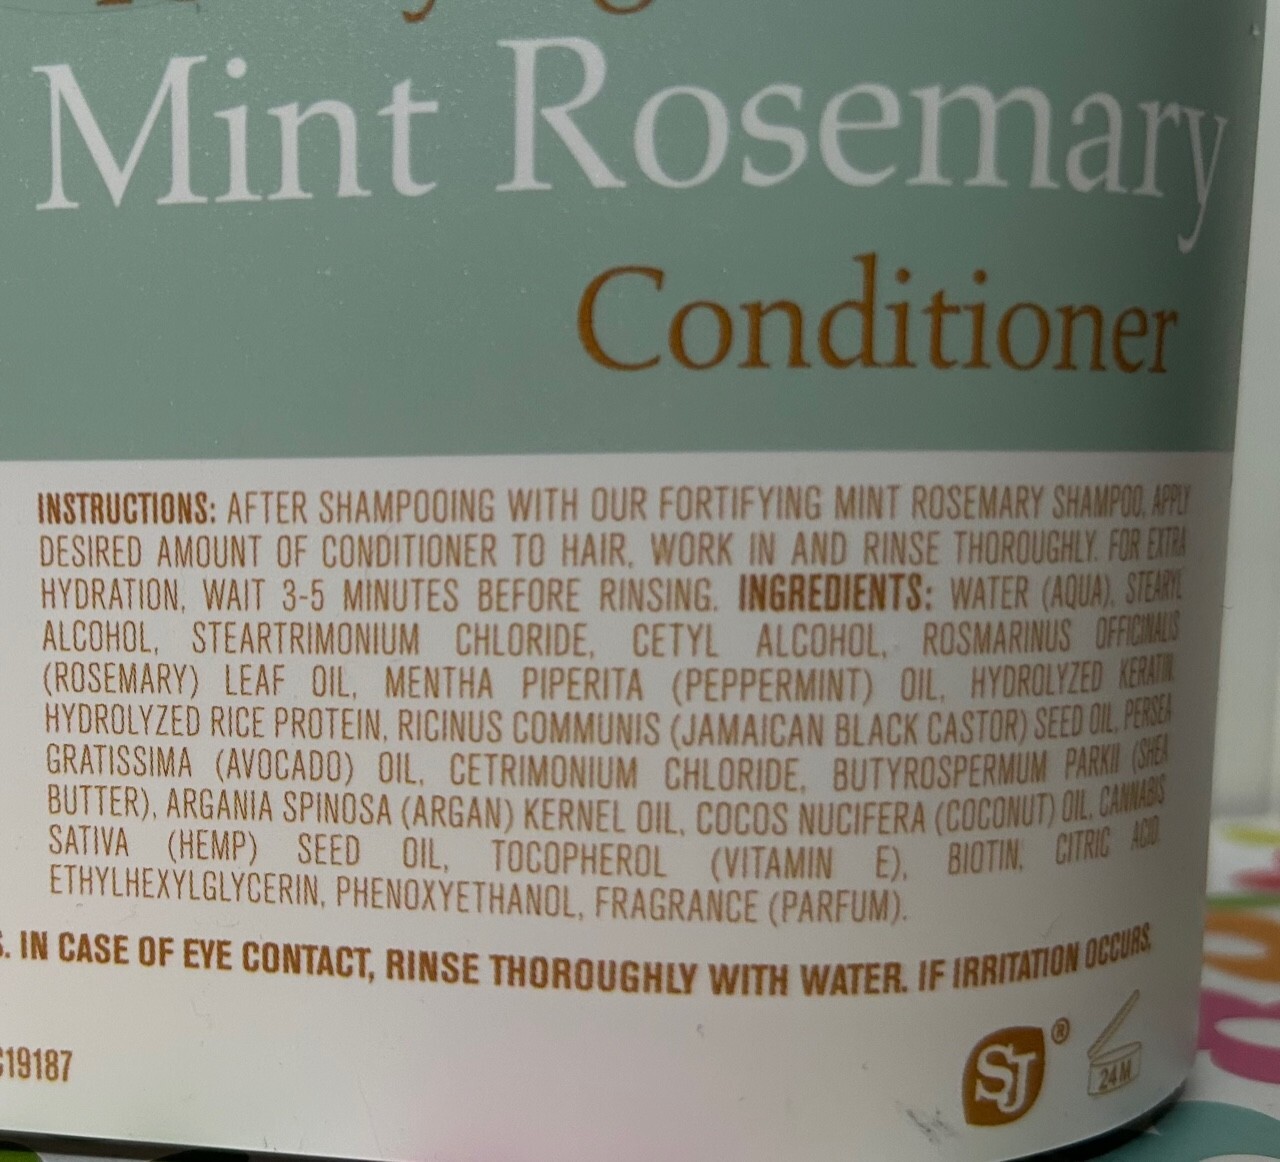 Mint Rosemary
Conditioner
INSTRUCTIONS: AFTER SHAMPOOING WITH OUR FORTIFYING MINT ROSEMARY SHAMPOO, APPLY
DESIRED AMOUNT OF CONDITIONER TO HAIR, WORK IN AND RINSE THOROUGHLY. FOR EXTRA
HYDRATION, WAIT 3-5 MINUTES BEFORE RINSING. INGREDIENTS: WATER (AQUA), STEARYL
ALCOHOL, STEARTRIMONIUM CHLORIDE, CETYL ALCOHOL, ROSMARINUS OFFICINALIS
(ROSEMARY) LEAF OIL, MENTHA PIPERITA (PEPPERMINT) OIL, HYDROLYZED KERATIN,
HYDROLYZED RICE PROTEIN, RICINUS COMMUNIS (JAMAICAN BLACK CASTOR) SEED OIL, PERSEA
GRATISSIMA (AVOCADO) OIL, CETRIMONIUM CHLORIDE, BUTYROSPERMUM PARKII (SHEA
BUTTER), ARGANIA SPINOSA (ARGAN) KERNEL OIL, COCOS NUCIFERA (COCONUT) OIL, CANNABIS
SATIVA (HEMP) SEED OIL, TOCOPHEROL (VITAMIN E), BIOTIN, CITRIC ACID,
ETHYLHEXYLGLYCERIN, PHENOXYETHANOL, FRAGRANCE (PARFUM).
S. IN CASE OF EYE CONTACT, RINSE THOROUGHLY WITH WATER. IF IRRITATION OCCURS,
19187
SJ ®
24M